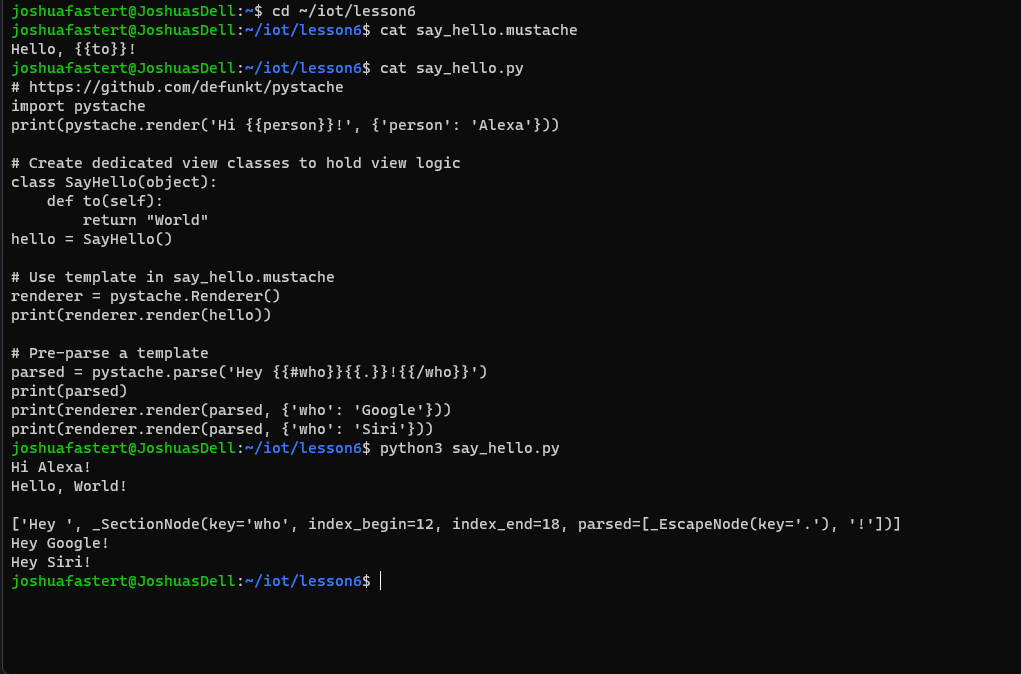 joshuafastert@JoshuasDell:~$ cd ~/iot/lesson6
joshuafastert@JoshuasDell:~/iot/lesson6$ cat say_hello.mustache
Hello, {{to}}!
joshuafastert@JoshuasDell:~/iot/lesson6$ cat say_hello.py
# https://github.com/defunkt/pystache
import pystache
print(pystache.render('Hi {{person}}!', {'person': 'Alexa'}))

# Create dedicated view classes to hold view logic
class SayHello(object):
    def to(self):
        return "World"
hello = SayHello()

# Use template in say_hello.mustache
renderer = pystache.Renderer()
print(renderer.render(hello))

# Pre-parse a template
parsed = pystache.parse('Hey {{#who}}{{.}}!{{/who}}')
print(parsed)
print(renderer.render(parsed, {'who': 'Google'}))
print(renderer.render(parsed, {'who': 'Siri'}))
joshuafastert@JoshuasDell:~/iot/lesson6$ python3 say_hello.py
Hi Alexa!
Hello, World!

['Hey ', _SectionNode(key='who', index_begin=12, index_end=18, parsed=[_EscapeNode(key='.'), '!'])]
Hey Google!
Hey Siri!
joshuafastert@JoshuasDell:~/iot/lesson6$